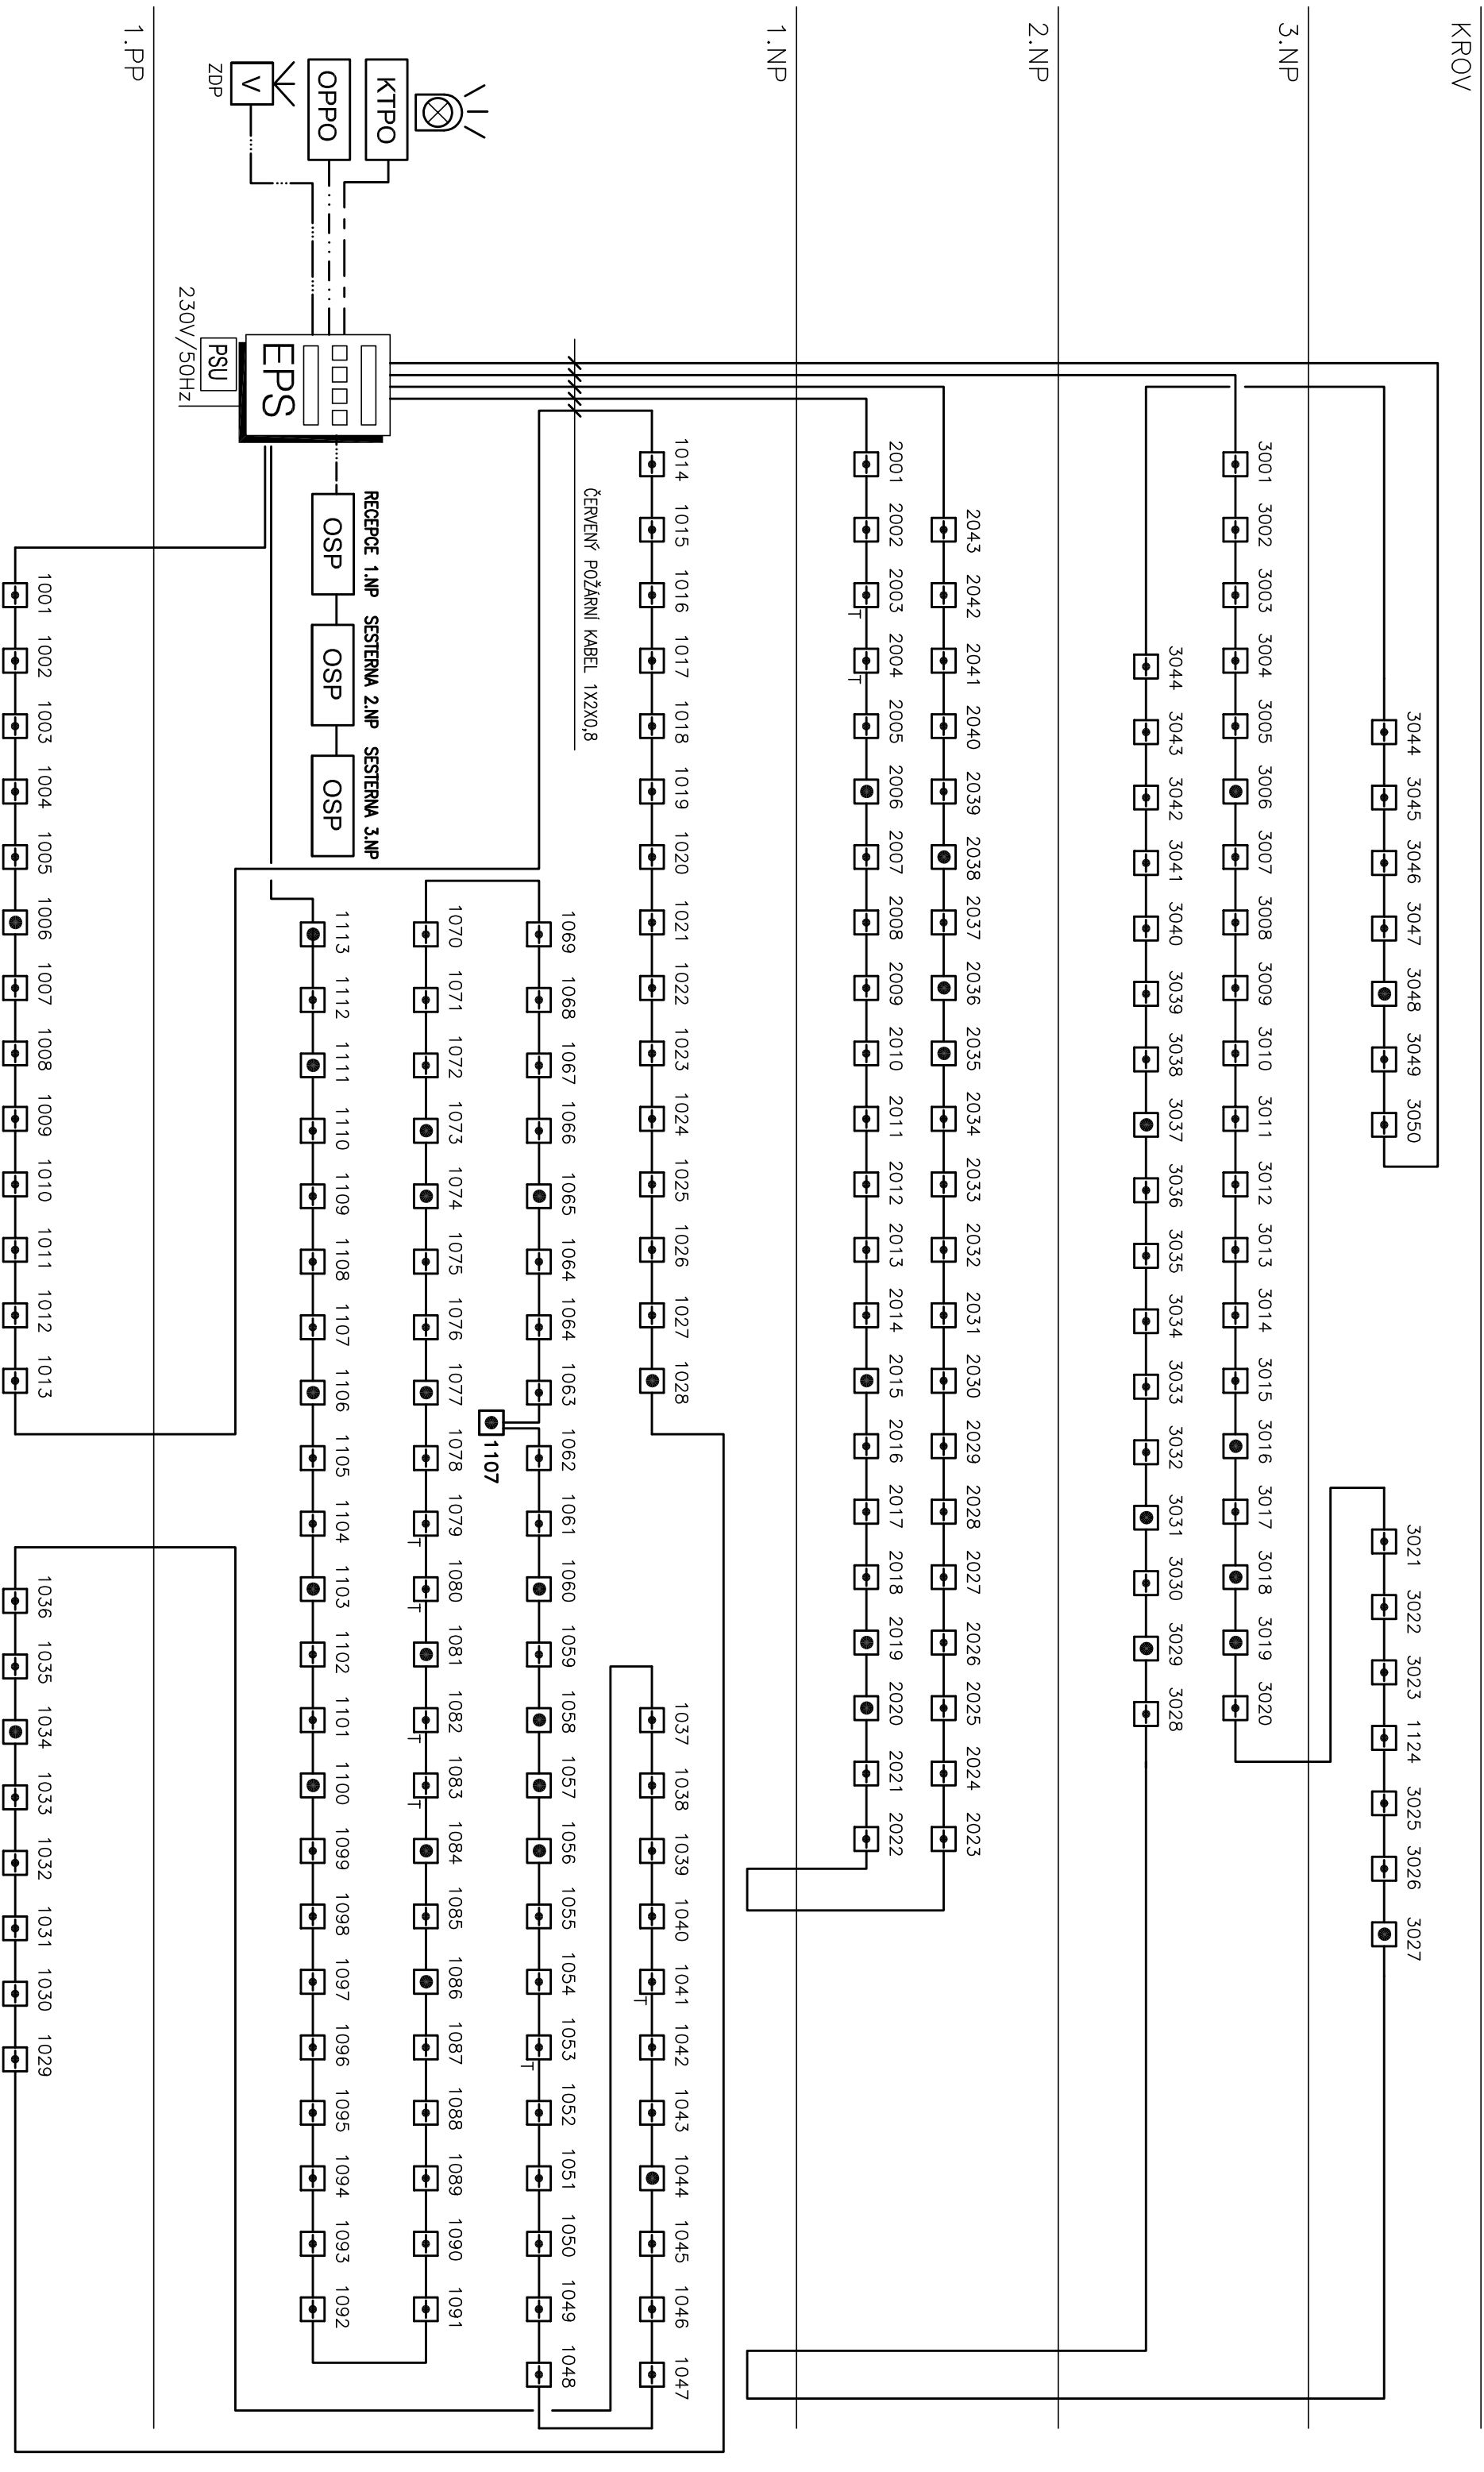 KROV
3044 3045 3046 3047 3048 3049 3050
3021 3022 3023 1124 3025 3026 3027
3.NP
3001 3002 3003 3004 3005 3006 3007 3008 3009 3010 3011 3012 3013 3014 3015 3016 3017 3018 3019 3020
3044 3043 3042 3041 3040 3039 3038 3037 3036 3035 3034 3033 3032 3031 3030 3029 3028
2.NP
2043 2042 2041 2040 2039 2038 2037 2036 2035 2034 2033 2032 2031 2030 2029 2028 2027 2026 2025 2024 2023
2001 2002 2003 2004 2005 2006 2007 2008 2009 2010 2011 2012 2013 2014 2015 2016 2017 2018 2019 2020 2021 2022
T T
1.NP
1014 1015 1016 1017 1018 1019 1020 1021 1022 1023 1024 1025 1026 1027 1028
1037 1038 1039 1040 1041 1042 1043 1044 1045 1046 1047
T
ČERVENÝ POŽÁRNÍ KABEL 1X2X0,8
1069 1068 1067 1066 1065 1064 1064 1063 1062 1061 1060 1059 1058 1057 1056 1055 1054 1053 1052 1051 1050 1049 1048
T
1107
1070 1071 1072 1073 1074 1075 1076 1077 1078 1079 1080 1081 1082 1083 1084 1085 1086 1087 1088 1089 1090 1091
T T T T
KTPO
OPPO
V
ZDP
EPS
PSU
230V/50Hz
RECEPCE 1.NP SESTERNA 2.NP SESTERNA 3.NP
OSP OSP OSP
1113 1112 1111 1110 1109 1108 1107 1106 1105 1104 1103 1102 1101 1100 1099 1098 1097 1096 1095 1094 1093 1092
1.PP
1001 1002 1003 1004 1005 1006 1007 1008 1009 1010 1011 1012 1013
1036 1035 1034 1033 1032 1031 1030 1029